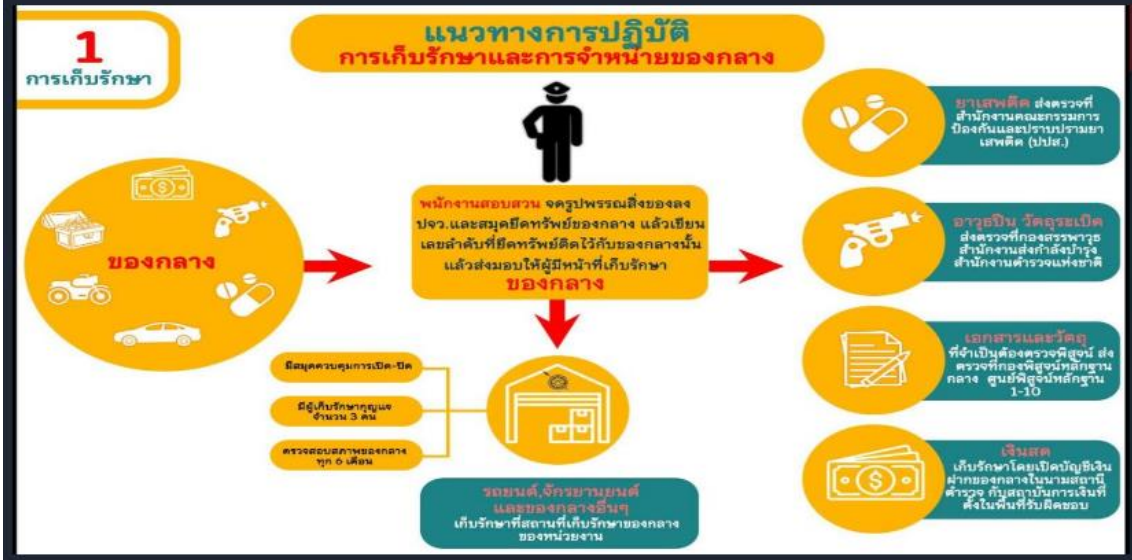 1
การเก็บรักษา
แนวทางการปฏิบัติ
การเก็บรักษาและการจำหน่ายของกลาง
ของกลาง
พนักงานสอบสวน จดรูปพรรณสิ่งของลง
ปจว.และสมุดยึดทรัพย์ของกลาง แล้วเขียน
เลขลำดับที่ยึดทรัพย์ติดไว้กับของกลางนั้น
แล้วส่งมอบให้ผู้มีหน้าที่เก็บรักษา
ของกลาง
มีสมุดควบคุมการเปิด-ปิด
มีผู้เก็บรักษากุญแจ
จำนวน 3 คน
ตรวจสอบสภาพของกลาง
ทุก 6 เดือน
รถยนต์,จักรยานยนต์
และของกลางอื่นๆ
เก็บรักษาที่สถานที่เก็บรักษาของกลาง
ของหน่วยงาน
ยาเสพติด ส่งตรวจที่
สำนักงานคณะกรรมการ
ป้องกันและปราบปรามยา
เสพติด (ปปส.)
อาวุธปืน วัตถุระเบิด
ส่งตรวจที่กองสรรพาวุธ
สำนักงานส่งกำลังบำรุง
สำนักงานตำรวจแห่งชาติ
เอกสารและวัตถุ
ที่จำเป็นต้องตรวจพิสูจน์ ส่ง
ตรวจที่กองพิสูจน์หลักฐาน
กลาง ศูนย์พิสูจน์หลักฐาน
1-10
เงินสด
เก็บรักษาโดยเปิดบัญชีเงิน
ฝากของกลางในนามสถานี
ตำรวจ กับสถาบันการเงินที่
ตั้งในพื้นที่รับผิดชอบ